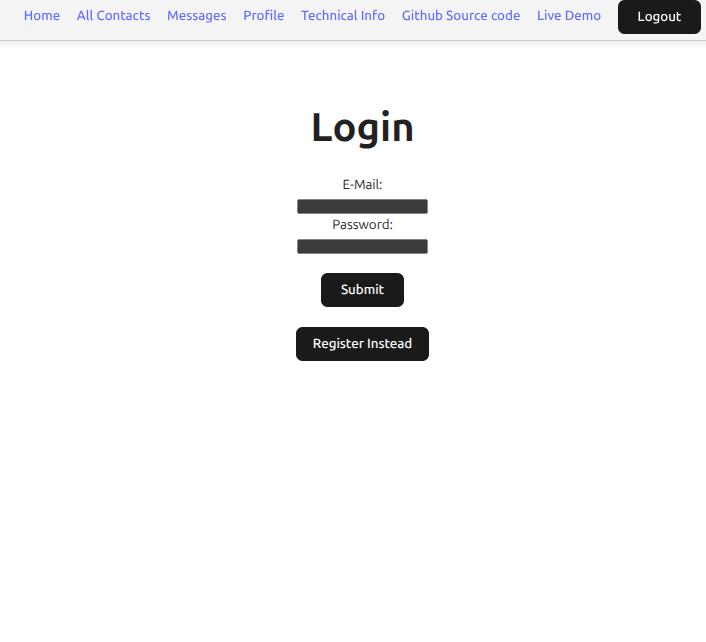 Home All Contacts Messages Profile Technical Info Github Source code Live Demo Logout
Login
E-Mail:
Password:
Submit
Register Instead